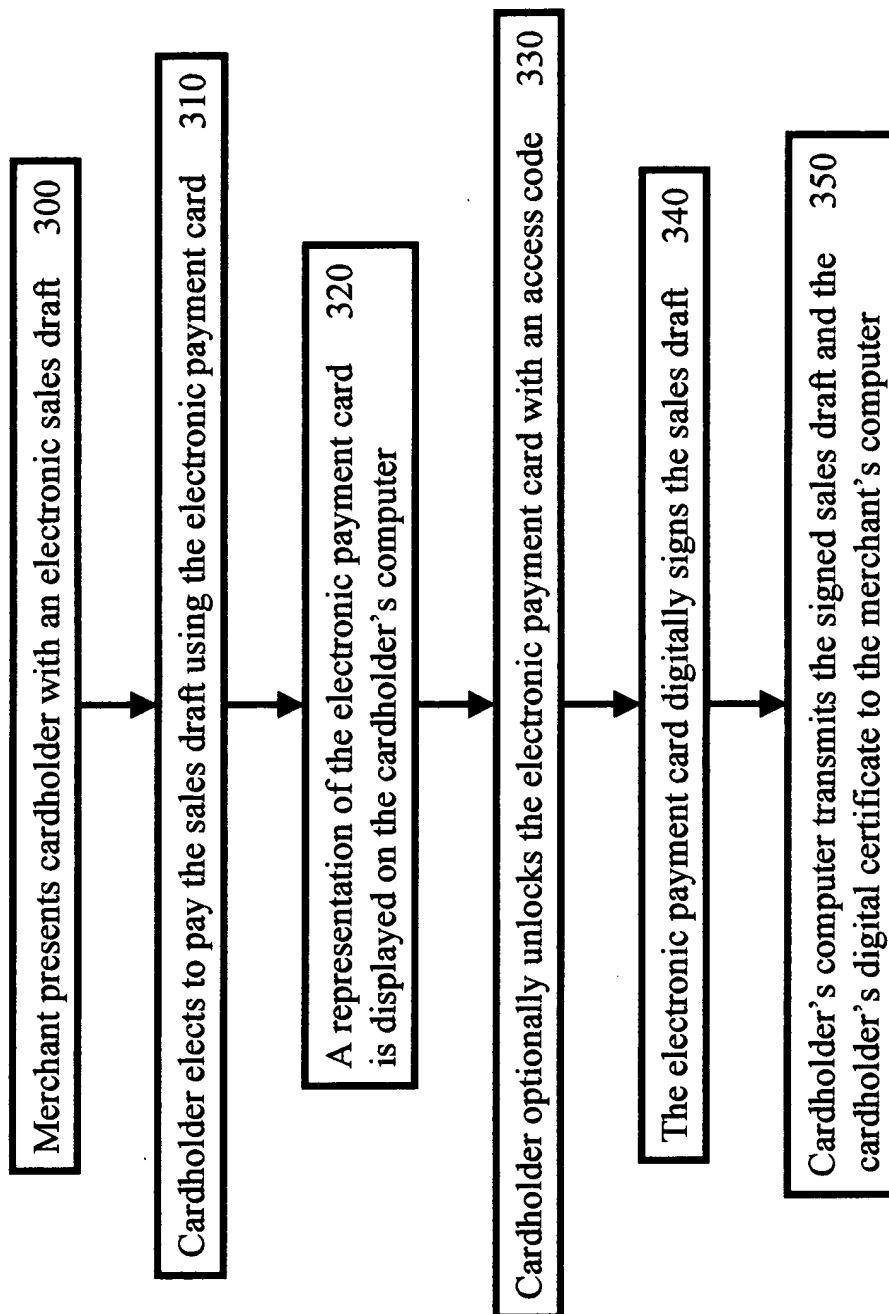 Merchant presents cardholder with an electronic sales draft 300
Cardholder elects to pay the sales draft using the electronic payment card 310
A representation of the electronic payment card 320
is displayed on the cardholder's computer
Cardholder optionally unlocks the electronic payment card with an access code 330
The electronic payment card digitally signs the sales draft 340
Cardholder's computer transmits the signed sales draft and the 350
cardholder's digital certificate to the merchant's computer